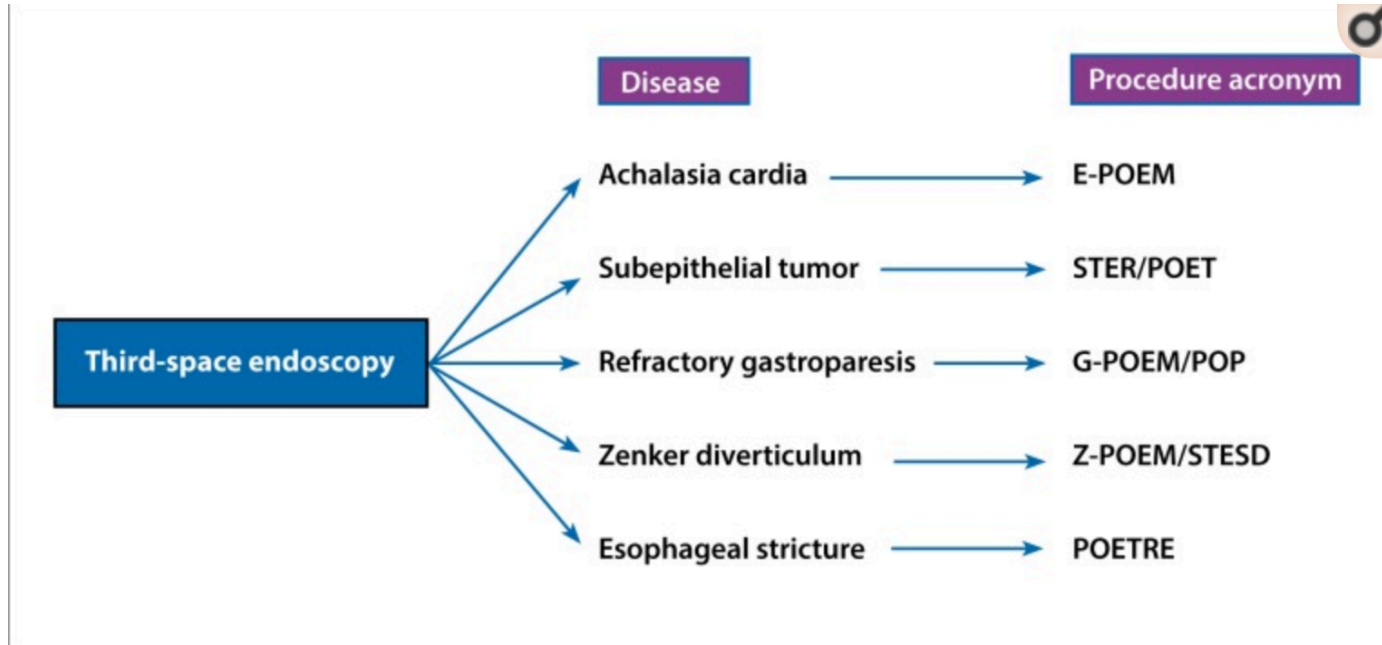 Disease
Procedure acronym
Achalasia cardia
E-POEM
Subepithelial tumor
STER/POET
Third-space endoscopy
Refractory gastroparesis
G-POEM/POP
Zenker diverticulum
Z-POEM/STESD
Esophageal stricture
POETRE